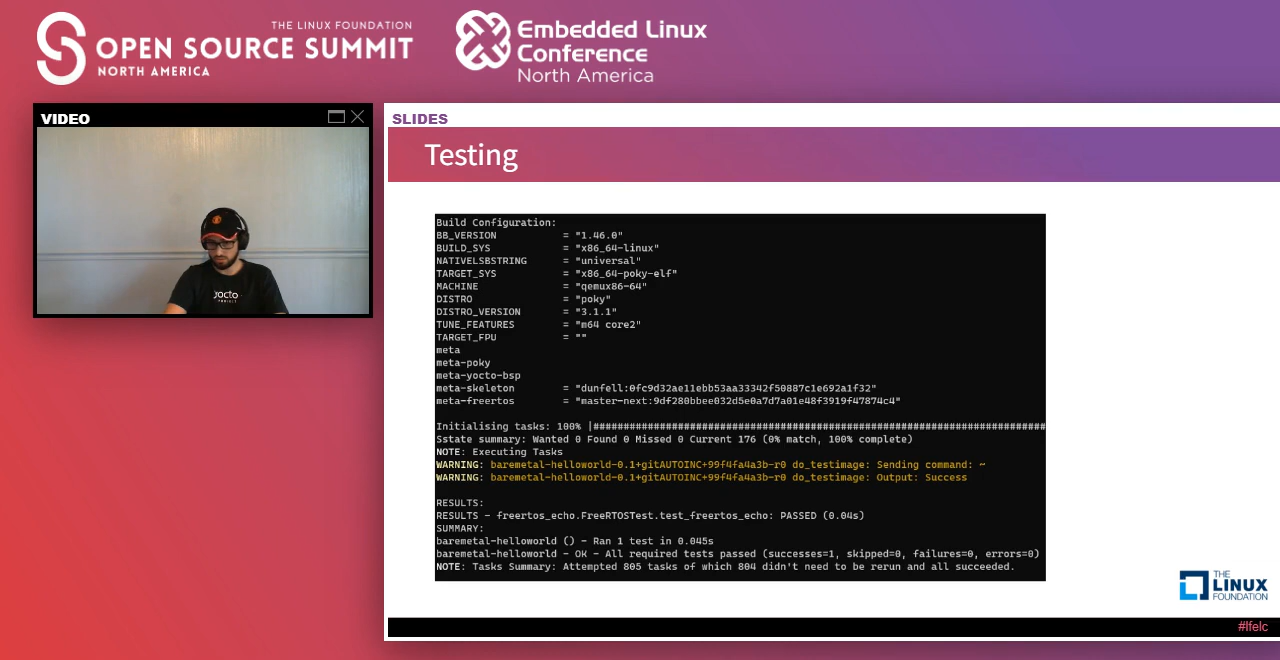 THE LINUX FOUNDATION
OPEN SOURCE SUMMIT
NORTH AMERICA
Embedded Linux
Conference
North America
VIDEO
yocto
PROJECT
SLIDES
Testing
Build Configuration:
BB_VERSION = "1.46.0"
BUILD_SYS = "x86_64-linux"
NATIVELSBSTRING = "universal"
TARGET_SYS = "x86_64-poky-elf"
MACHINE = "qemux86-64"
DISTRO = "poky"
DISTRO_VERSION = "3.1.1"
TUNE_FEATURES = "m64 core2"
TARGET_FPU = ""
meta
meta-poky
meta-yocto-bsp
meta-skeleton = "dunfell:0fc9d32ae11ebb53aa33342f50887c1e692a1f32"
meta-freertos = "master-next:9df280bbee032d5e0a7d7a01e48f3919f47874c4"
Initialising tasks: 100% |###########################################################################
Sstate summary: Wanted 0 Found 0 Missed 0 Current 176 (0% match, 100% complete)
NOTE: Executing Tasks
WARNING: baremetal-helloworld-0.1+gitAUTOINC+99f4fa4a3b-r0 do_testimage: Sending command: ~
WARNING: baremetal-helloworld-0.1+gitAUTOINC+99f4fa4a3b-r0 do_testimage: Output: Success
RESULTS:
RESULTS - freertos_echo.FreeRTOSTest.test_freertos_echo: PASSED (0.04s)
SUMMARY:
baremetal-helloworld () - Ran 1 test in 0.045s
baremetal-helloworld - OK - All required tests passed (successes=1, skipped=0, failures=0, errors=0)
NOTE: Tasks Summary: Attempted 805 tasks of which 804 didn't need to be rerun and all succeeded.
THE
LINUX
FOUNDATION
#lfelc